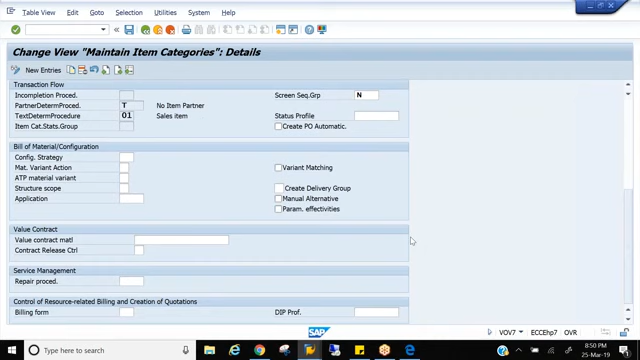 Table View Edit Goto Selection Utilities System Help
Change View "Maintain Item Categories": Details
New Entries
Transaction Flow
Incompletion Proced. Screen Seq.Grp N
PartnerDetermProced. T No Item Partner
TextDetermProcedure 01 Sales item Status Profile
Item Cat.Stats.Group Create PO Automatic.
Bill of Material/Configuration
Config. Strategy
Mat. Variant Action Variant Matching
ATP material variant
Structure scope Create Delivery Group
Application Manual Alternative
Param. effectivities
Value Contract
Value contract matl
Contract Release Ctrl
Service Management
Repair proced.
Control of Resource-related Billing and Creation of Quotations
Billing form DIP Prof.
SAP
VOV7 ECCEhp7 OVR
Type here to search
8:50 PM
25-Mar-19